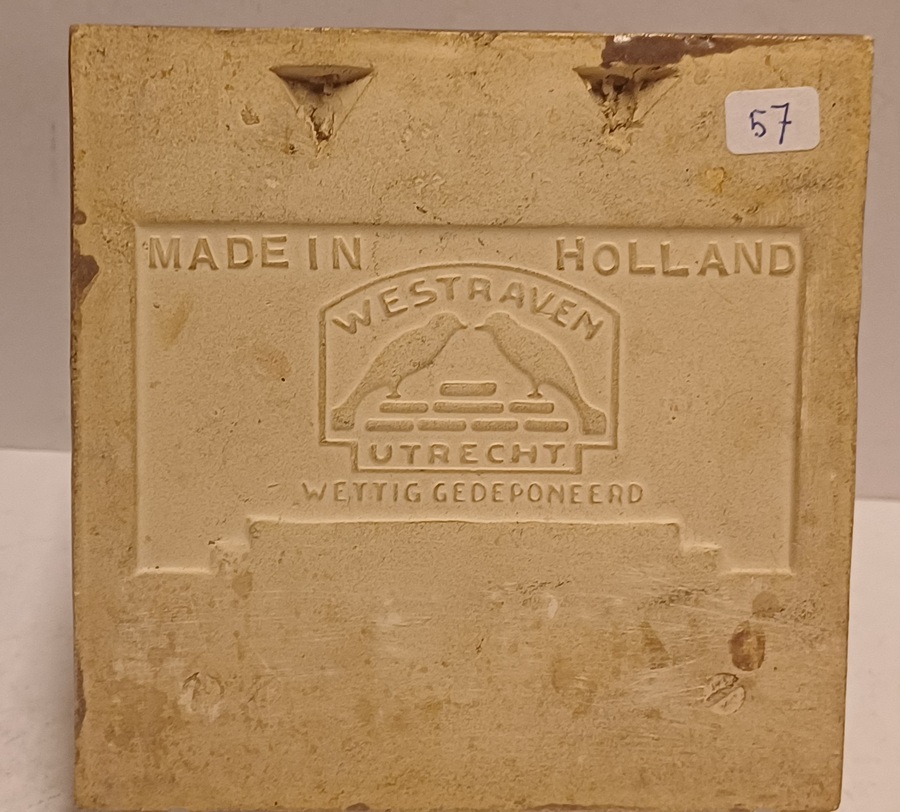 57
MADE IN HOLLAND
WESTRAVEN
UTRECHT
WETTIG GEDEPONEERD